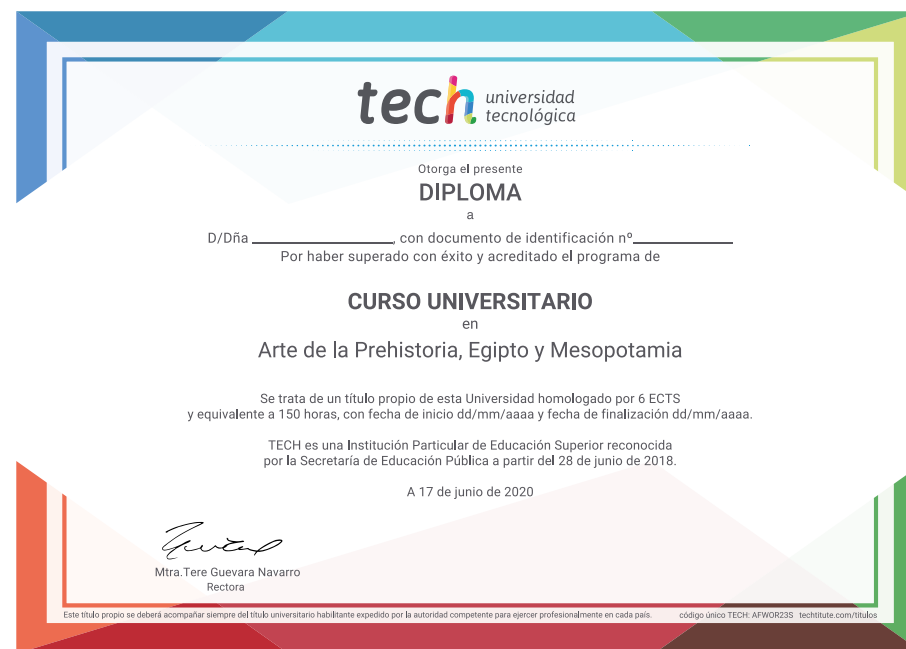 tech universidad
tecnológica
Otorga el presente
DIPLOMA
a
D/Dña ________________, con documento de identificación nº____________
Por haber superado con éxito y acreditado el programa de
CURSO UNIVERSITARIO
en
Arte de la Prehistoria, Egipto y Mesopotamia
Se trata de un título propio de esta Universidad homologado por 6 ECTS
y equivalente a 150 horas, con fecha de inicio dd/mm/aaaa y fecha de finalización dd/mm/aaaa.
TECH es una Institución Particular de Educación Superior reconocida
por la Secretaría de Educación Pública a partir del 28 de junio de 2018.
A 17 de junio de 2020
Mtra.Tere Guevara Navarro
Rectora
Este título propio se deberá acompañar siempre del título universitario habilitante expedido por la autoridad competente para ejercer profesionalmente en cada país. código único TECH: AFWOR23S techtitute.com/titulos